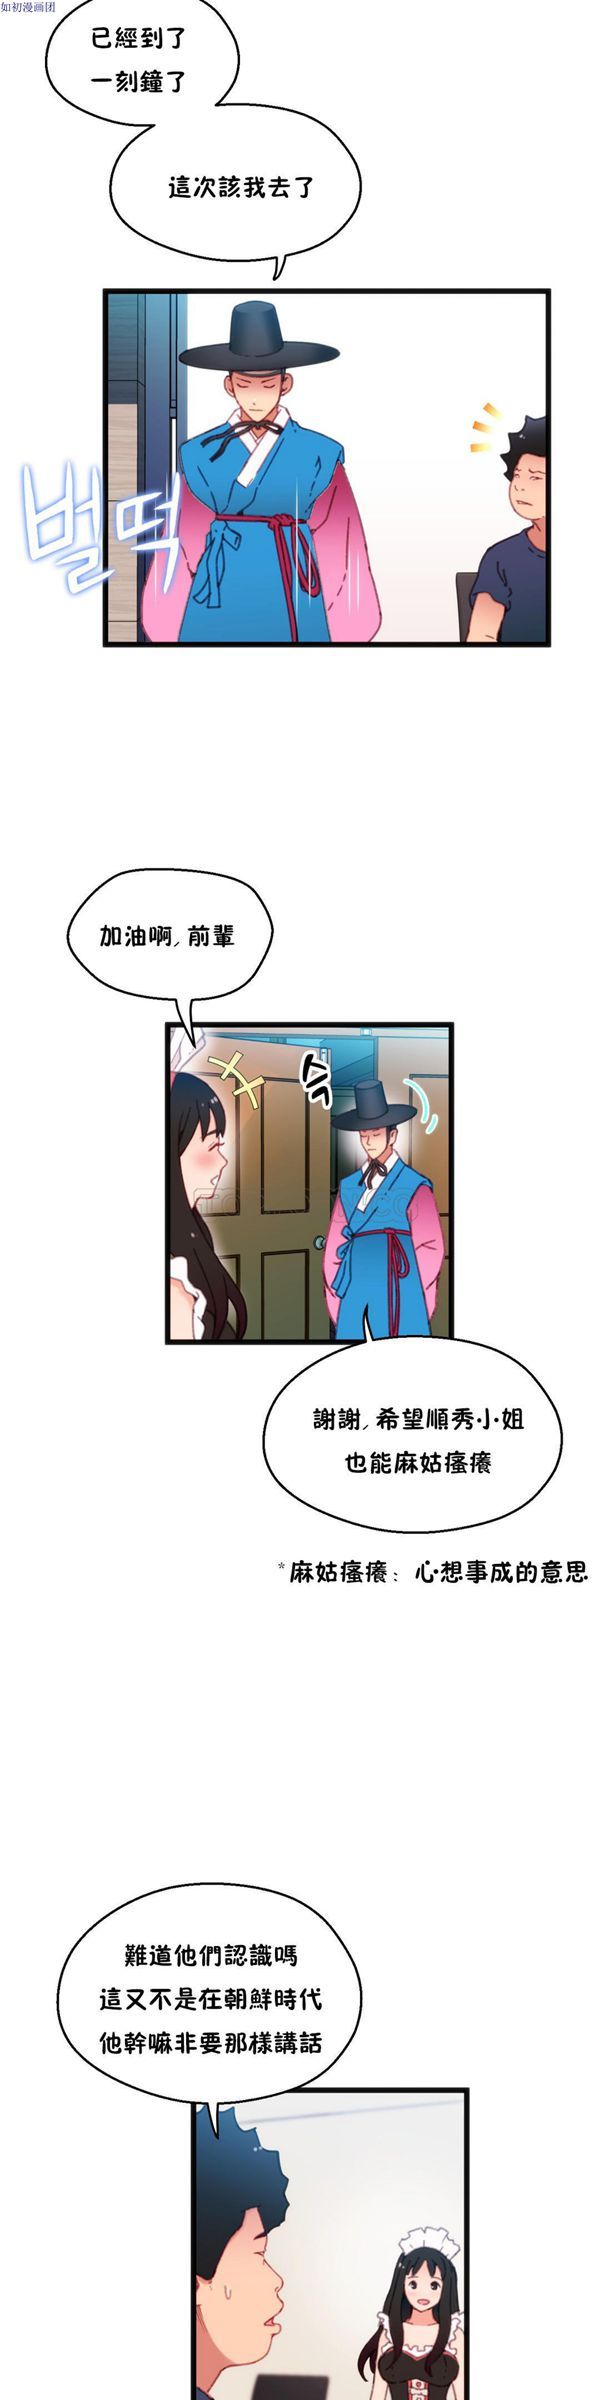 如初漫画团
已經到了
一刻鐘了
這次該我去了
벌떡
加油啊, 前輩
슥
謝謝, 希望順秀小姐
也能麻姑瘙癢
*麻姑瘙癢: 心想事成的意思
難道他們認識嗎
這又不是在朝鮮時代
他幹嘛非要那樣講話